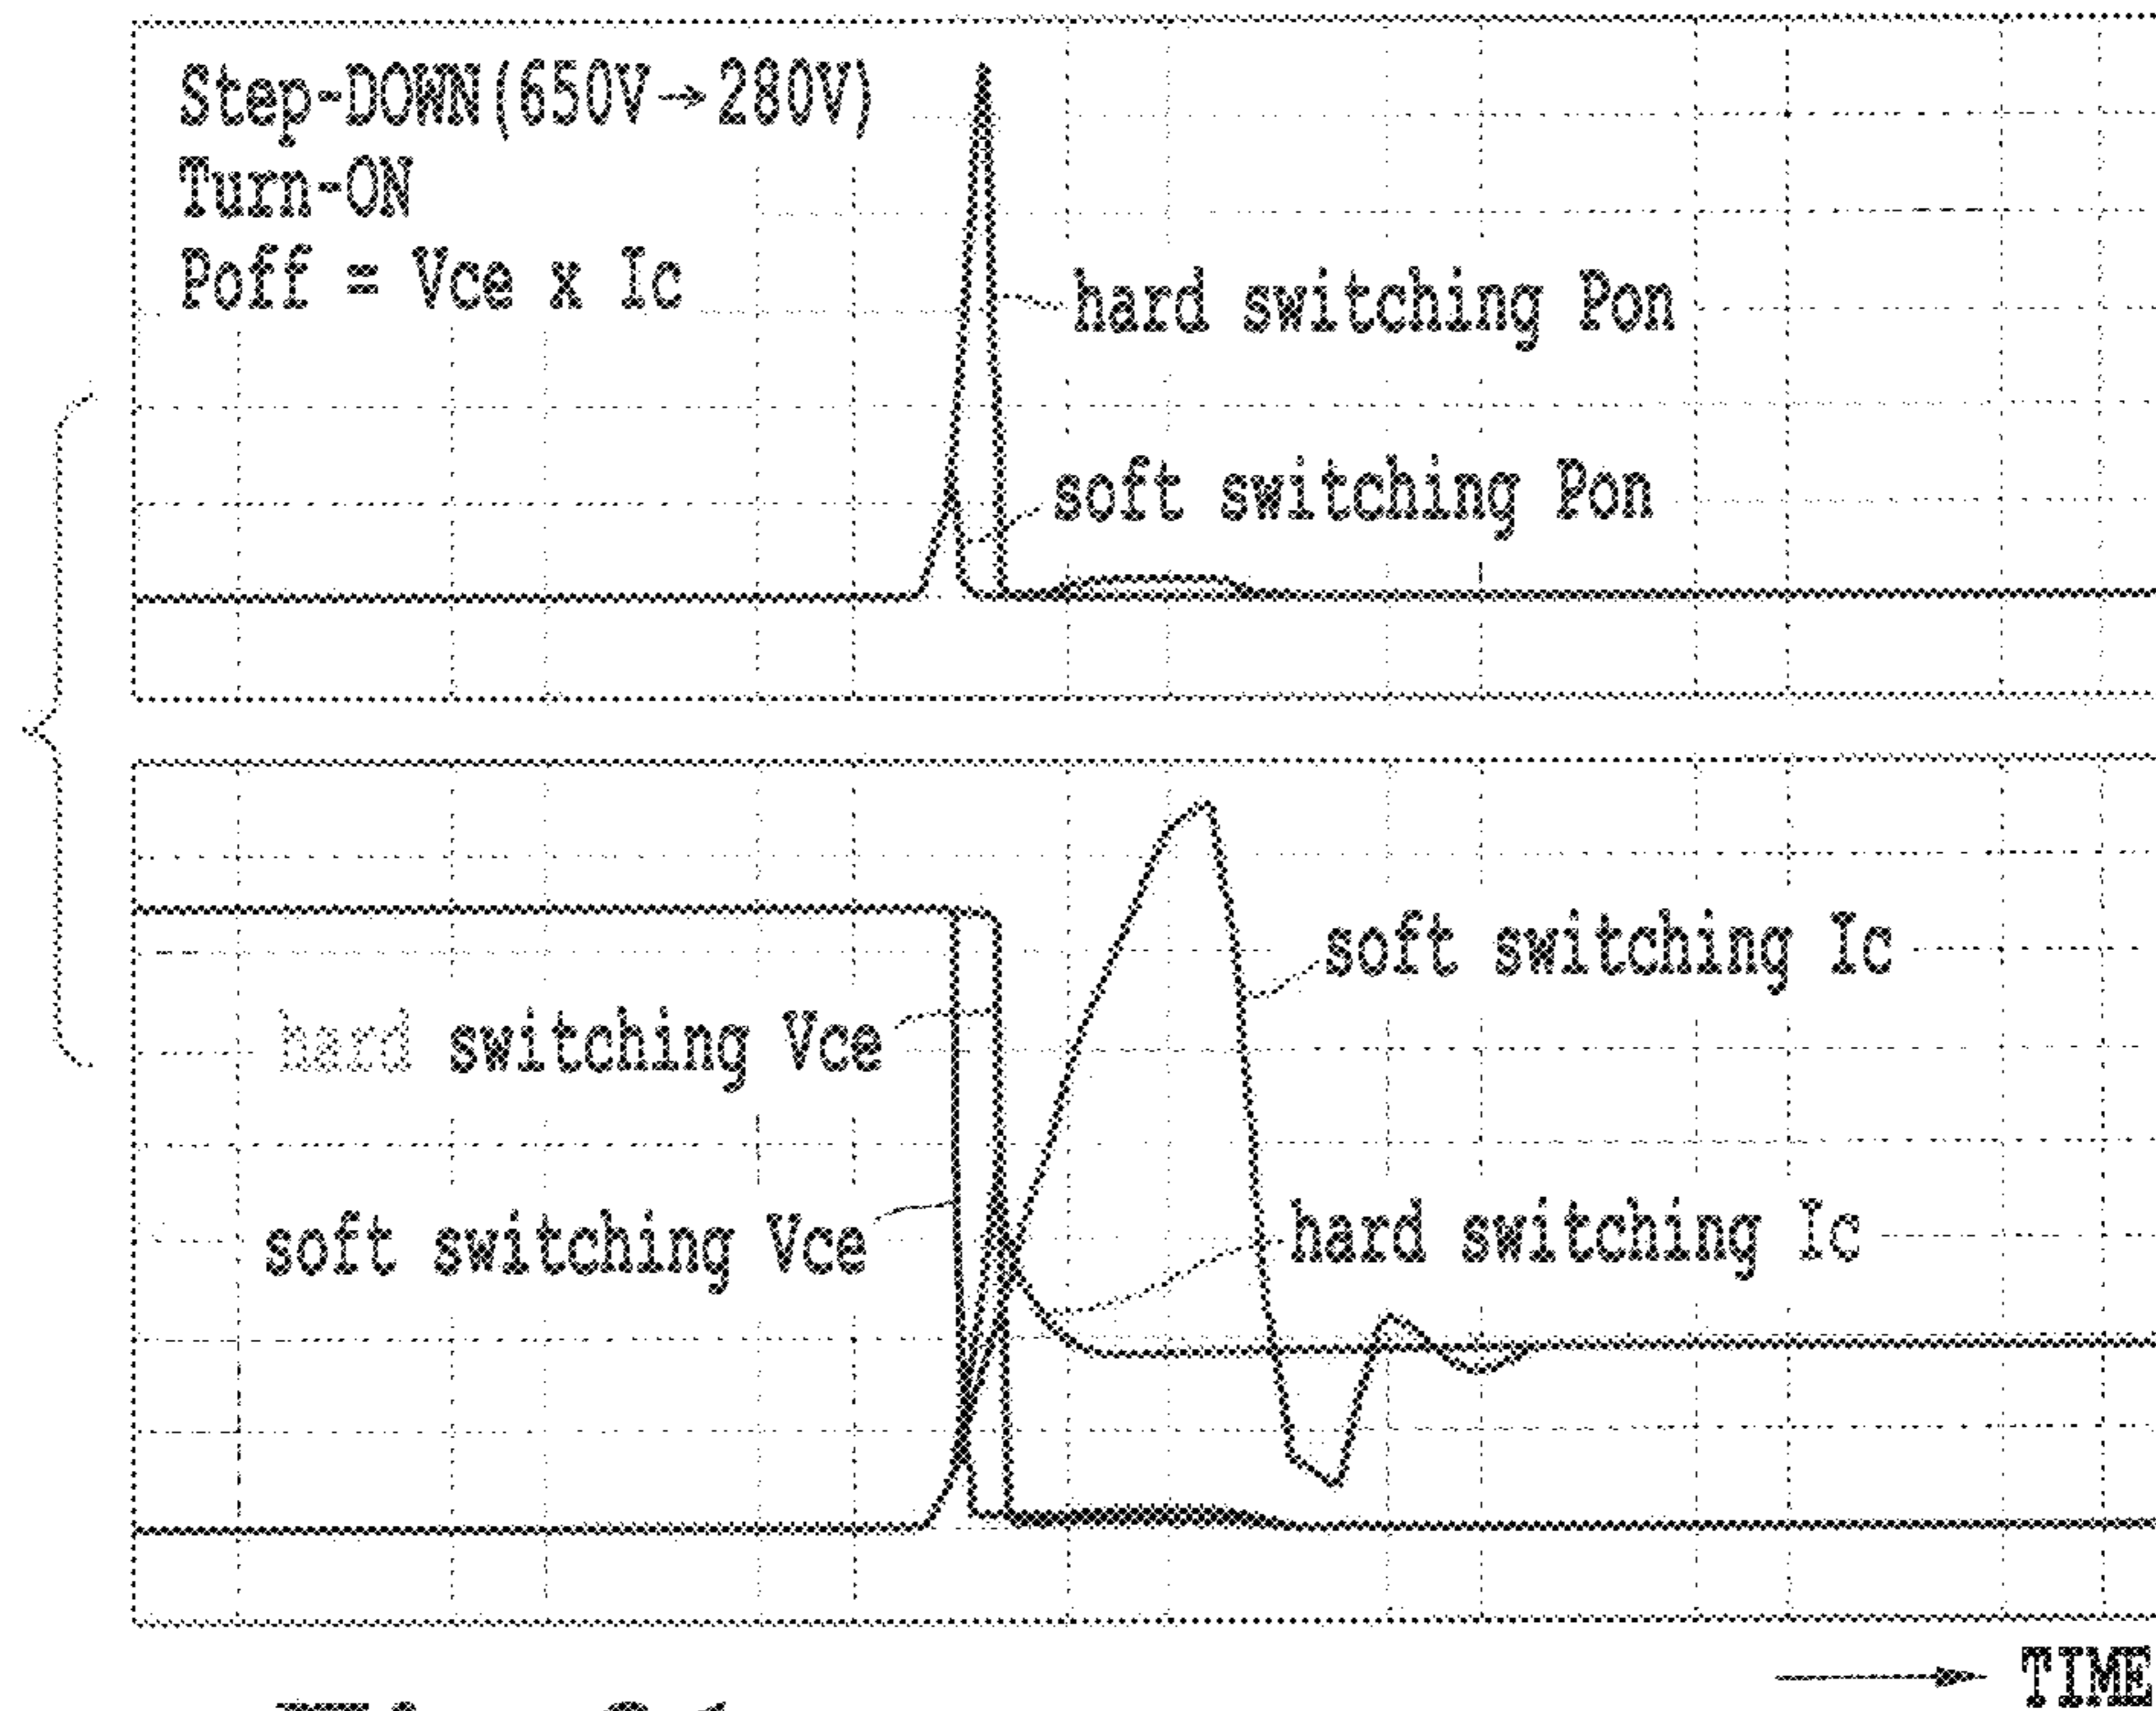 Step-DOWN(650V→280V)
Turn-ON
Poff = Vce x Ic
hard switching Pon
soft switching Pon
soft switching Ic
hard switching Vce
soft switching Vce
hard switching Ic
TIME